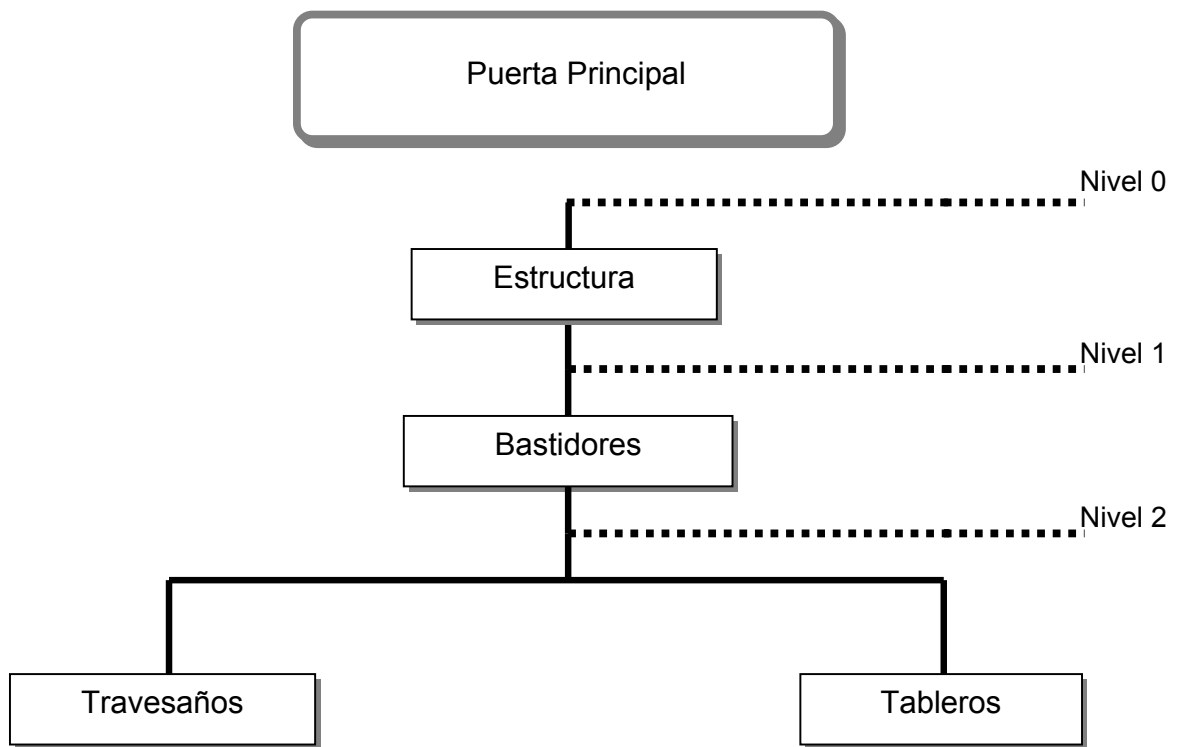 Puerta Principal
Nivel 0
Estructura
Nivel 1
Bastidores
Nivel 2
Travesaños
Tableros